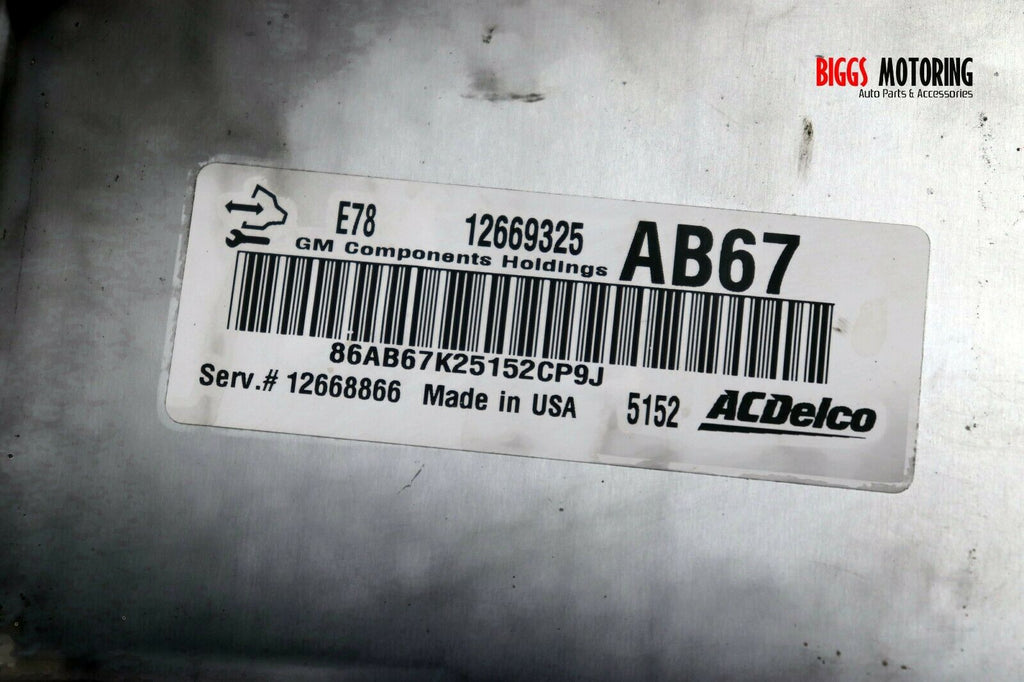 BIGGS MOTORING
Auto Parts & Accessories
E78 12669325 AB67
GM Components Holdings
86AB67K25152CP9J
Serv.# 12668866 Made in USA 5152 ACDelco